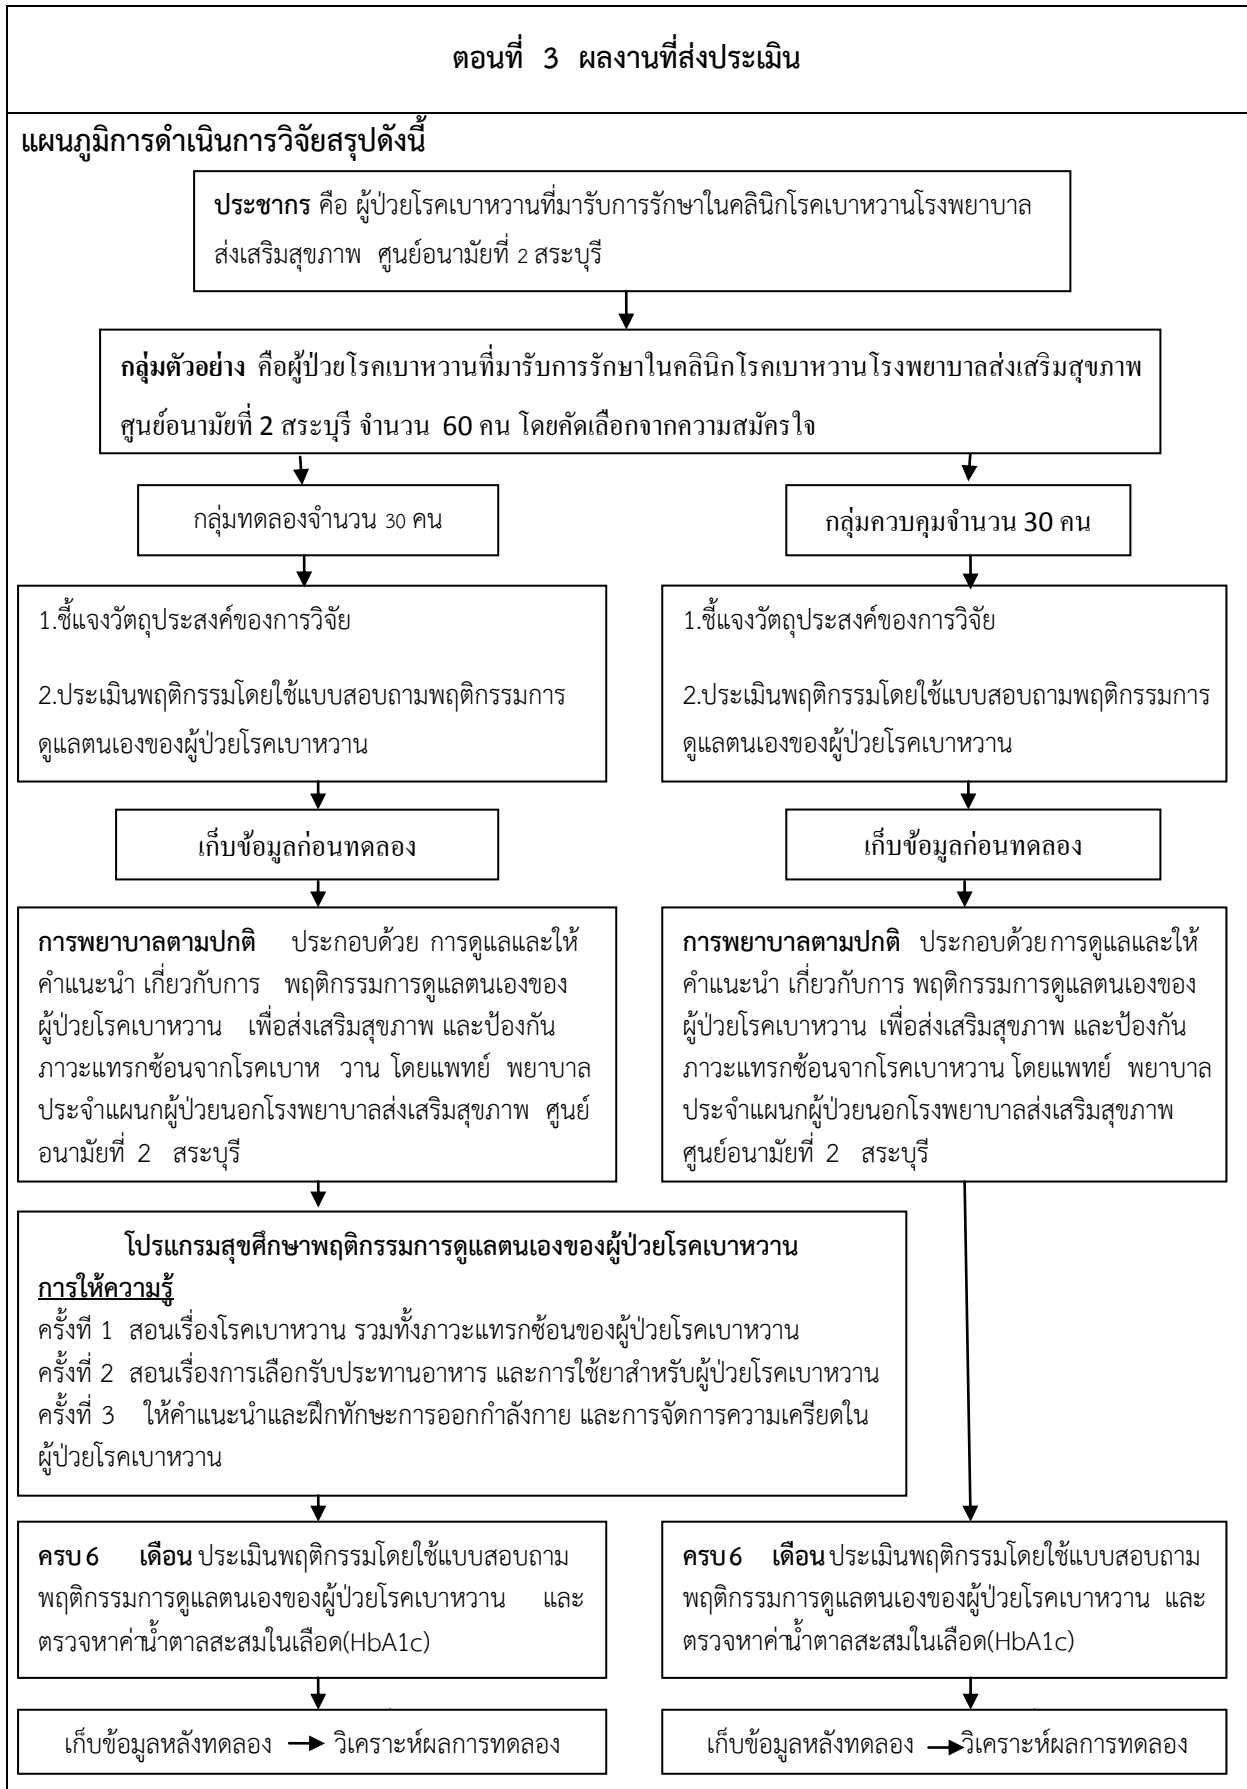 ตอนที่ 3 ผลงานที่ส่งประเมิน
แผนภูมิการดำเนินการวิจัยสรุปดังนี้
ประชากร คือ ผู้ป่วยโรคเบาหวานที่มารับการรักษาในคลินิกโรคเบาหวานโรงพยาบาล
ส่งเสริมสุขภาพ ศูนย์อนามัยที่ 2 สระบุรี
กลุ่มตัวอย่าง คือผู้ป่วยโรคเบาหวานที่มารับการรักษาในคลินิกโรคเบาหวานโรงพยาบาลส่งเสริมสุขภาพ
ศูนย์อนามัยที่ 2 สระบุรี จำนวน 60 คน โดยคัดเลือกจากความสมัครใจ
กลุ่มทดลองจำนวน 30 คน
กลุ่มควบคุมจำนวน 30 คน
1.ชี้แจงวัตถุประสงค์ของการวิจัย
2.ประเมินพฤติกรรมโดยใช้แบบสอบถามพฤติกรรมการ
ดูแลตนเองของผู้ป่วยโรคเบาหวาน
1.ชี้แจงวัตถุประสงค์ของการวิจัย
2.ประเมินพฤติกรรมโดยใช้แบบสอบถามพฤติกรรมการ
ดูแลตนเองของผู้ป่วยโรคเบาหวาน
เก็บข้อมูลก่อนทดลอง
เก็บข้อมูลก่อนทดลอง
การพยาบาลตามปกติ ประกอบด้วย การดูแลและให้
คำแนะนำ เกี่ยวกับการ พฤติกรรมการดูแลตนเองของ
ผู้ป่วยโรคเบาหวาน เพื่อส่งเสริมสุขภาพ และป้องกัน
ภาวะแทรกซ้อนจากโรคเบาห วาน โดยแพทย์ พยาบาล
ประจำแผนกผู้ป่วยนอกโรงพยาบาลส่งเสริมสุขภาพ ศูนย์
อนามัยที่ 2 สระบุรี
การพยาบาลตามปกติ ประกอบด้วยการดูแลและให้
คำแนะนำ เกี่ยวกับการ พฤติกรรมการดูแลตนเองของ
ผู้ป่วยโรคเบาหวาน เพื่อส่งเสริมสุขภาพ และป้องกัน
ภาวะแทรกซ้อนจากโรคเบาหวาน โดยแพทย์ พยาบาล
ประจำแผนกผู้ป่วยนอกโรงพยาบาลส่งเสริมสุขภาพ
ศูนย์อนามัยที่ 2 สระบุรี
โปรแกรมสุขศึกษาพฤติกรรมการดูแลตนเองของผู้ป่วยโรคเบาหวาน
การให้ความรู้
ครั้งที 1 สอนเรื่องโรคเบาหวาน รวมทั้งภาวะแทรกซ้อนของผู้ป่วยโรคเบาหวาน
ครั้งที่ 2 สอนเรื่องการเลือกรับประทานอาหาร และการใช้ยาสำหรับผู้ป่วยโรคเบาหวาน
ครั้งที่ 3 ให้คำแนะนำและฝึกทักษะการออกกำลังกาย และการจัดการความเครียดใน
ผู้ป่วยโรคเบาหวาน
ครบ 6 เดือน ประเมินพฤติกรรมโดยใช้แบบสอบถาม
พฤติกรรมการดูแลตนเองของผู้ป่วยโรคเบาหวาน และ
ตรวจหาค่าน้ำตาลสะสมในเลือด(HbA1c)
ครบ 6 เดือน ประเมินพฤติกรรมโดยใช้แบบสอบถาม
พฤติกรรมการดูแลตนเองของผู้ป่วยโรคเบาหวาน และ
ตรวจหาค่าน้ำตาลสะสมในเลือด(HbA1c)
เก็บข้อมูลหลังทดลอง → วิเคราะห์ผลการทดลอง
เก็บข้อมูลหลังทดลอง → วิเคราะห์ผลการทดลอง